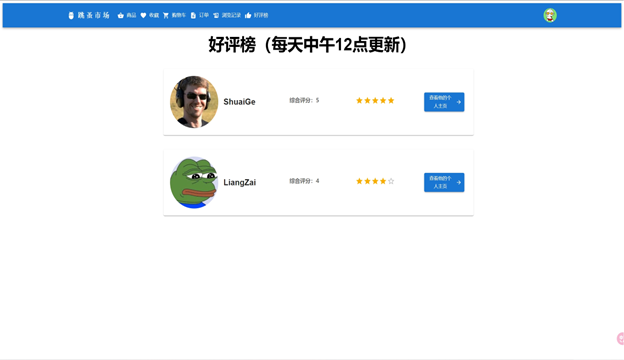 跳蚤市场 商品 收藏 购物车 订单 浏览记录 好评榜
好评榜（每天中午12点更新）
ShuaiGe
综合评分：5
查看他的个
人主页
LiangZai
综合评分：4
查看他的个
人主页